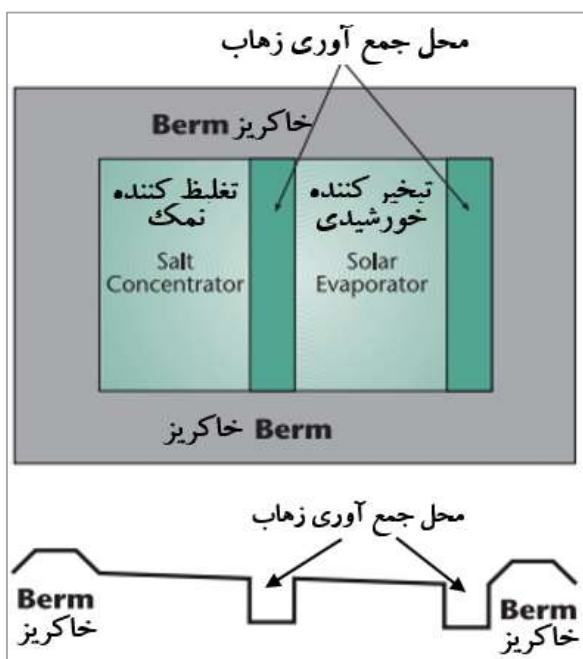 محل جمع آوری زهاب
خاکریز Berm
تغلیظ کننده
نمک
Salt
Concentrator
تبخیر کننده
خورشیدی
Solar
Evaporator
خاکریز Berm
محل جمع آوری زهاب
Berm
خاکریز
Berm
خاکریز